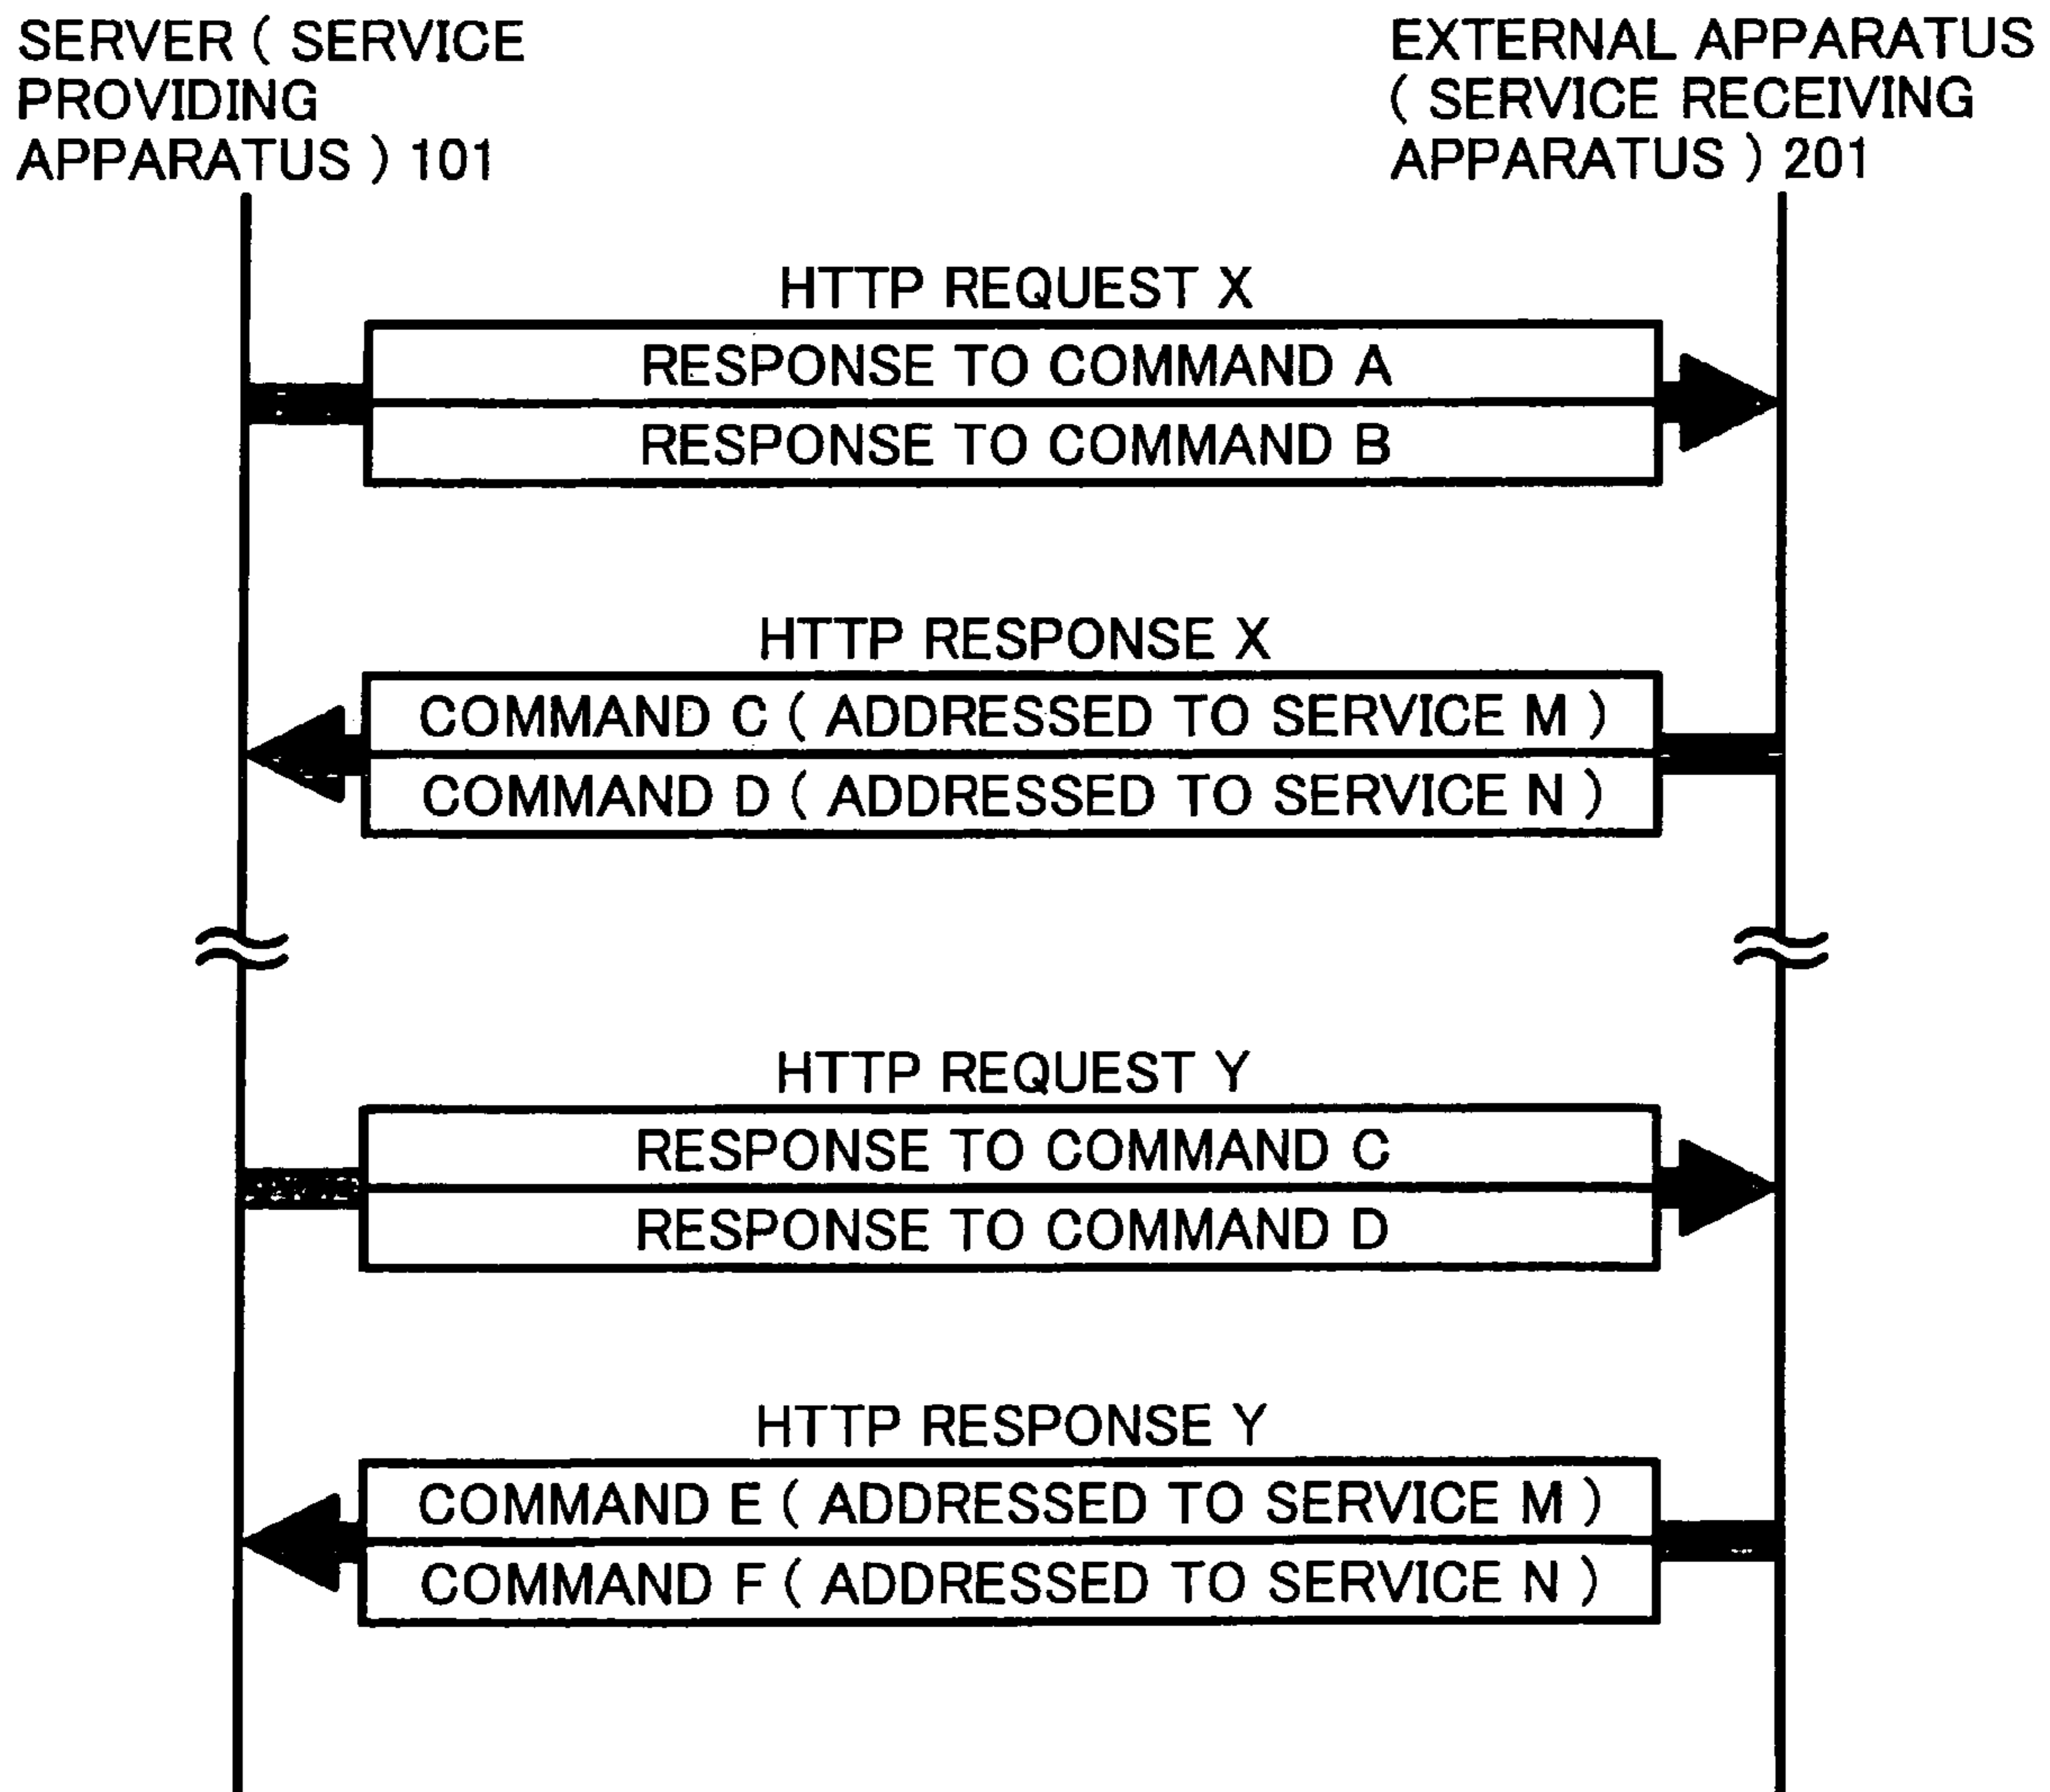 SERVER ( SERVICE
PROVIDING
APPARATUS ) 101
EXTERNAL APPARATUS
( SERVICE RECEIVING
APPARATUS ) 201
HTTP REQUEST X
RESPONSE TO COMMAND A
RESPONSE TO COMMAND B
HTTP RESPONSE X
COMMAND C ( ADDRESSED TO SERVICE M )
COMMAND D ( ADDRESSED TO SERVICE N )
HTTP REQUEST Y
RESPONSE TO COMMAND C
RESPONSE TO COMMAND D
HTTP RESPONSE Y
COMMAND E ( ADDRESSED TO SERVICE M )
COMMAND F ( ADDRESSED TO SERVICE N )